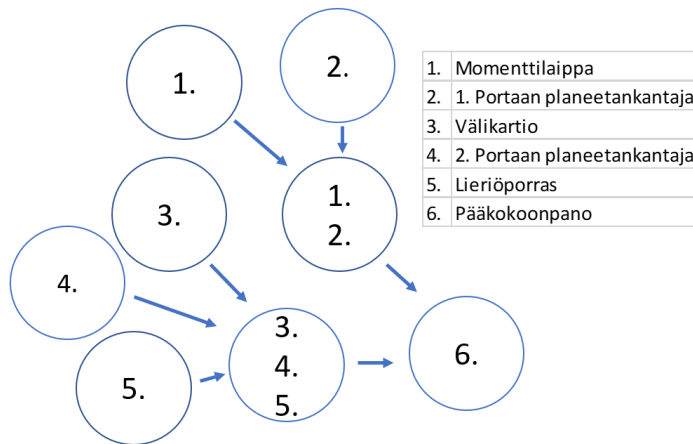 1.
2.
1. Momenttilaippa
2. 1. Portaan planeetankantaja
3. Välikartio
4. 2. Portaan planeetankantaja
5. Lieriöporras
6. Pääkokoonpano
3.
1.
2.
4.
3.
4.
5.
6.
5.